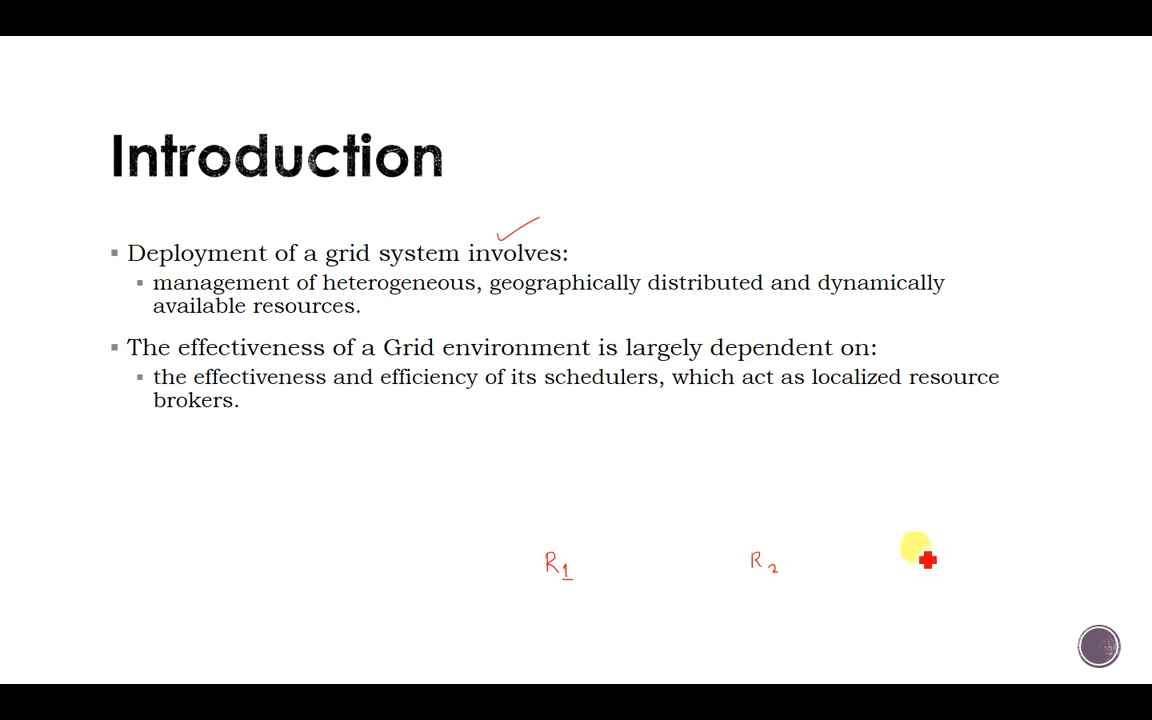 Introduction
Deployment of a grid system involves:
management of heterogeneous, geographically distributed and dynamically
available resources.
The effectiveness of a Grid environment is largely dependent on:
the effectiveness and efficiency of its schedulers, which act as localized resource
brokers.
R1 R2